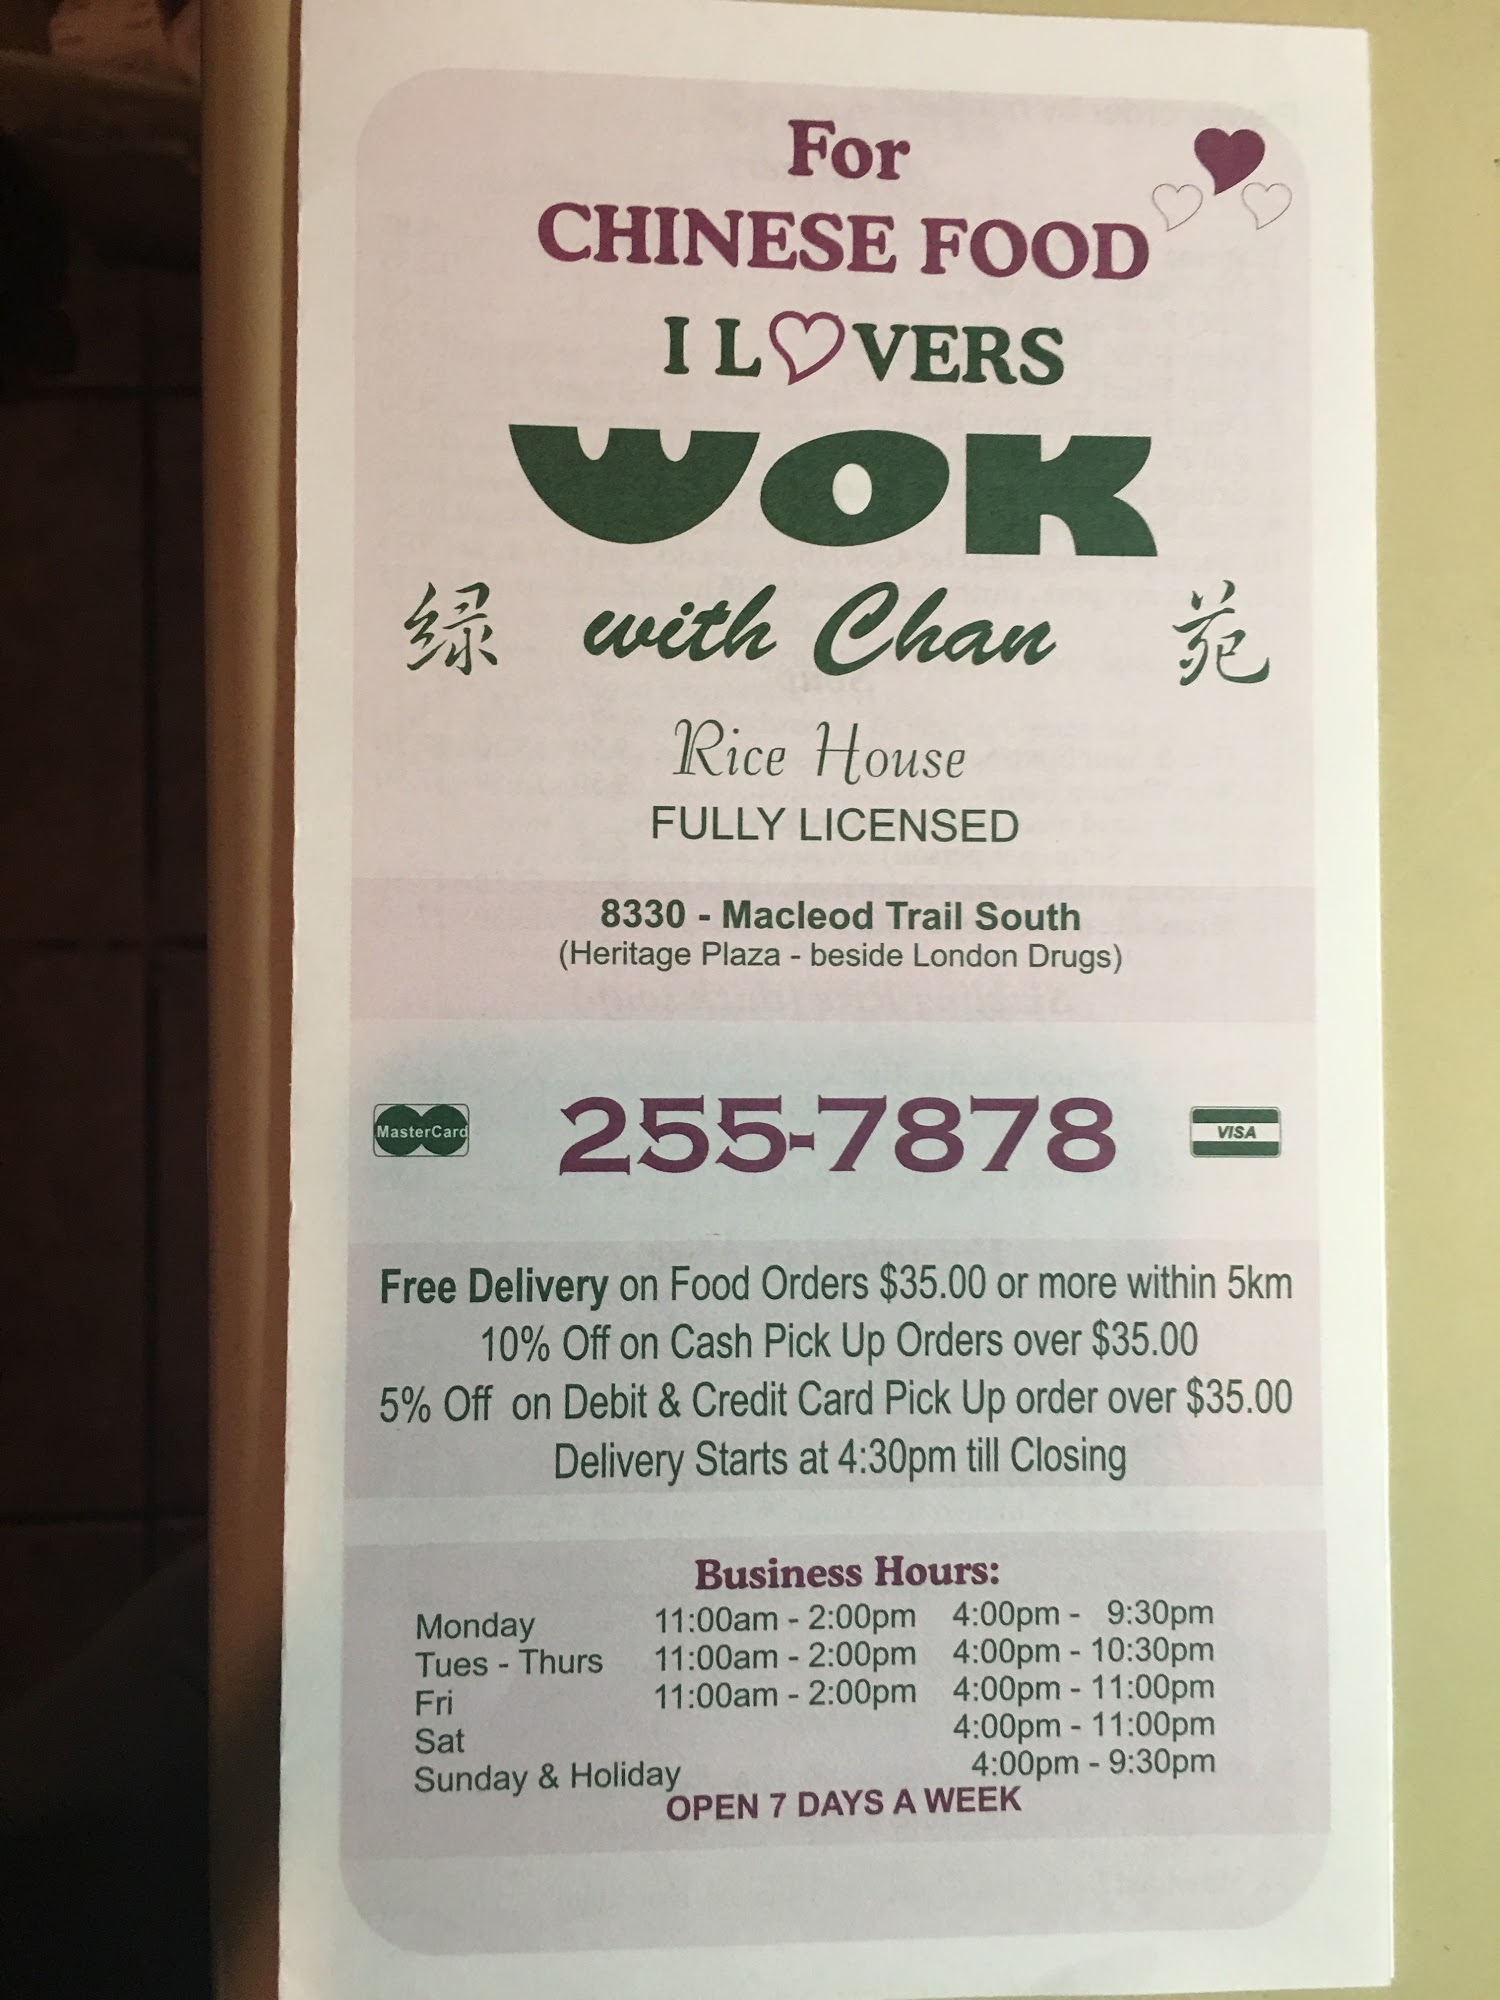 For
CHINESE FOOD
I L♡VERS
WOK
绿 with Chan 苑
Rice House
FULLY LICENSED
8330 - Macleod Trail South
(Heritage Plaza - beside London Drugs)
MasterCard 255-7878 VISA
Free Delivery on Food Orders $35.00 or more within 5km
10% Off on Cash Pick Up Orders over $35.00
5% Off on Debit & Credit Card Pick Up order over $35.00
Delivery Starts at 4:30pm till Closing
Business Hours:
Monday 11:00am - 2:00pm 4:00pm - 9:30pm
Tues - Thurs 11:00am - 2:00pm 4:00pm - 10:30pm
Fri 11:00am - 2:00pm 4:00pm - 11:00pm
Sat 4:00pm - 11:00pm
Sunday & Holiday 4:00pm - 9:30pm
OPEN 7 DAYS A WEEK